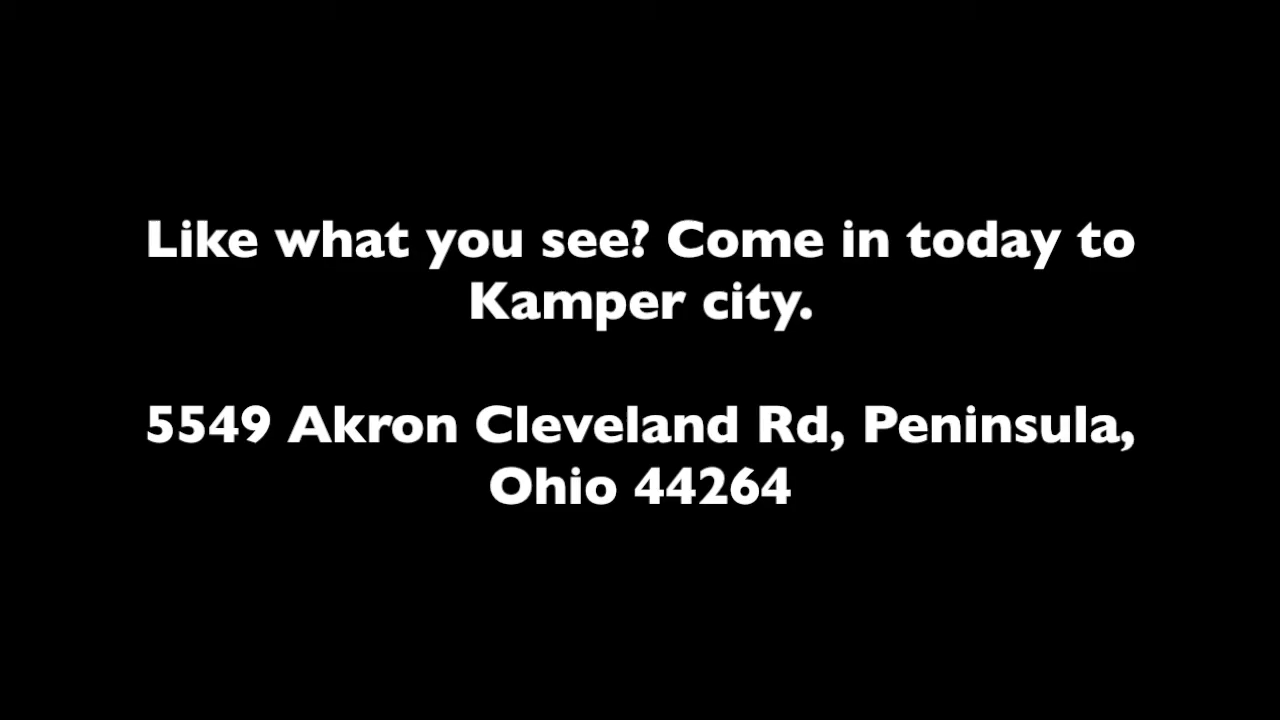 Like what you see? Come in today to
Kamper city.
5549 Akron Cleveland Rd, Peninsula,
Ohio 44264